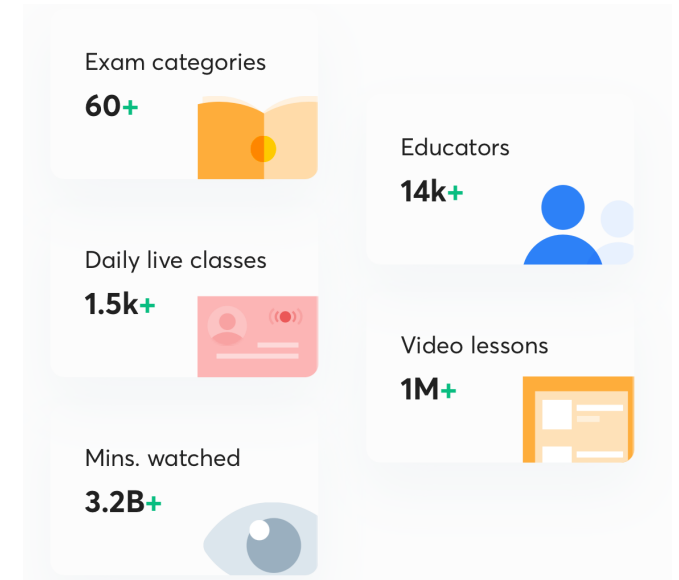 Exam categories
60+
Educators
14k+
Daily live classes
1.5k+
Video lessons
1M+
Mins. watched
3.2B+